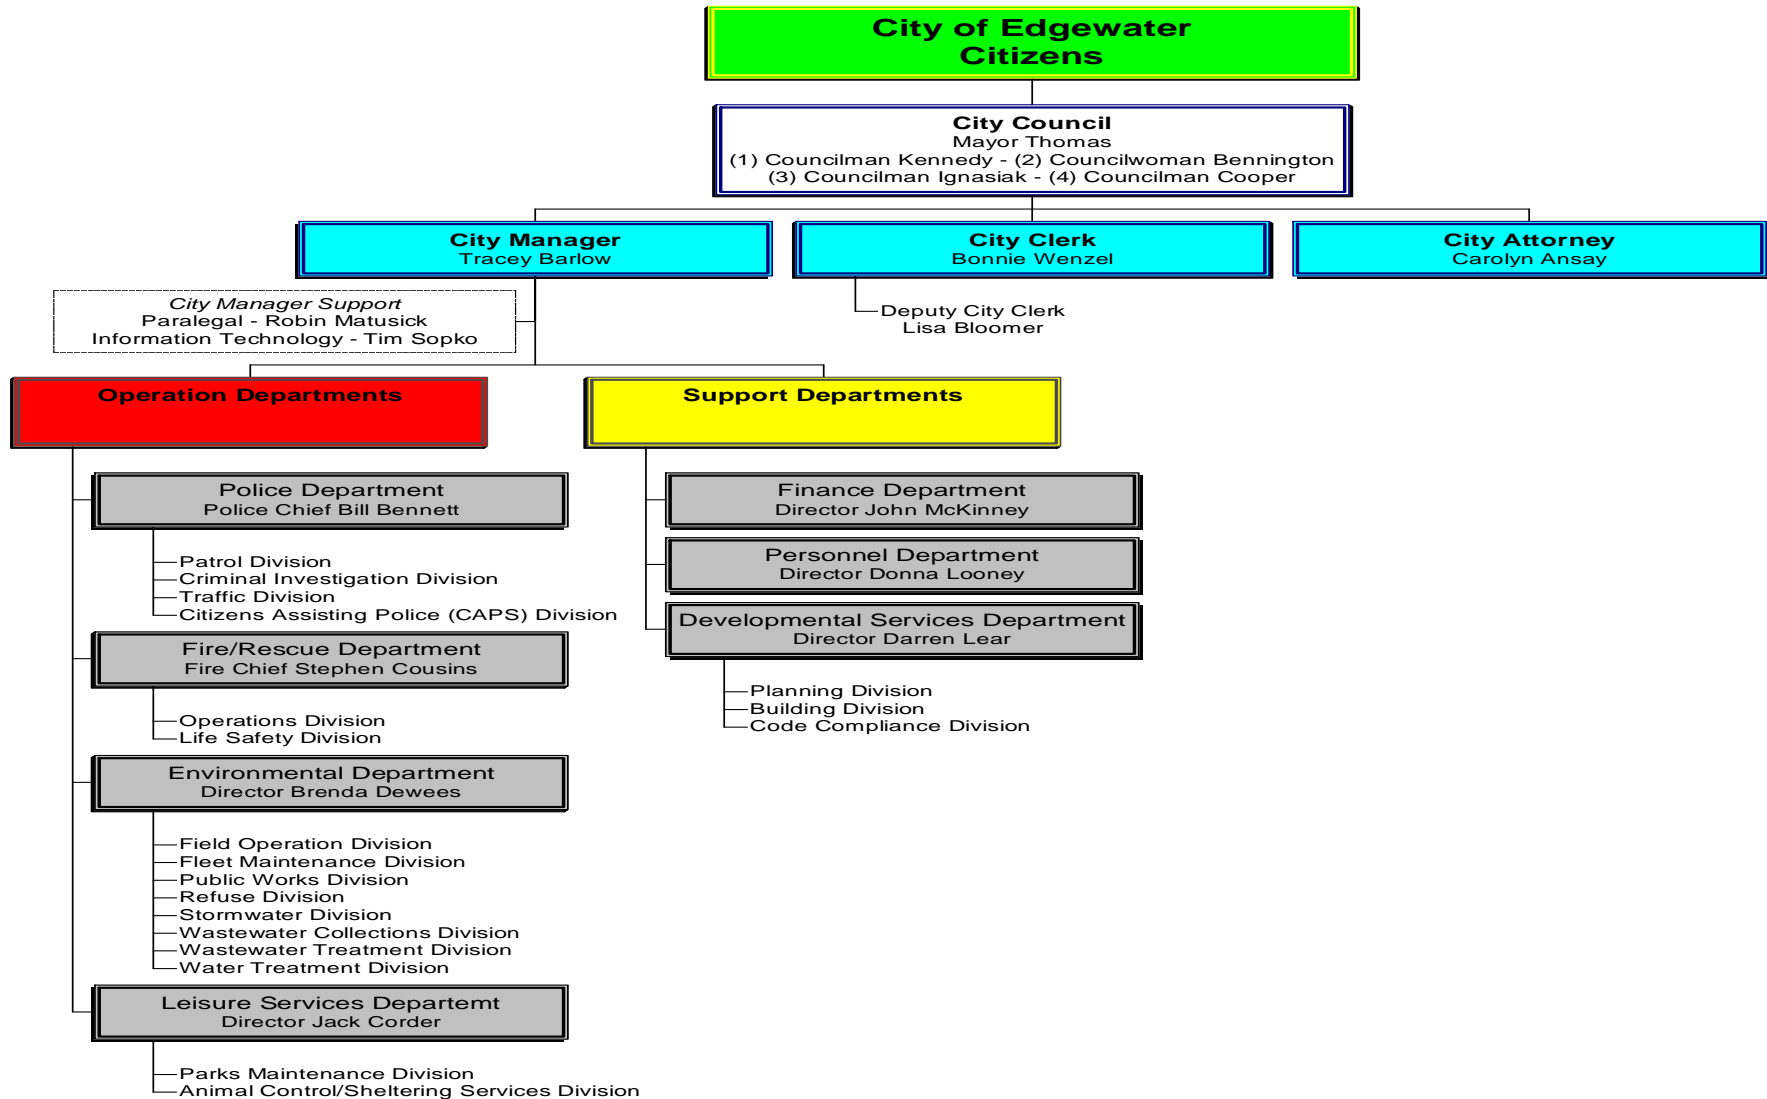 City of Edgewater
Citizens
City Council
Mayor Thomas
(1) Councilman Kennedy - (2) Councilwoman Bennington
(3) Councilman Ignasiak - (4) Councilman Cooper
City Manager
Tracey Barlow
City Clerk
Bonnie Wenzel
City Attorney
Carolyn Ansay
City Manager Support
Paralegal - Robin Matusick
Information Technology - Tim Sopko
Deputy City Clerk
Lisa Bloomer
Operation Departments
Police Department
Police Chief Bill Bennett
Patrol Division
Criminal Investigation Division
Traffic Division
Citizens Assisting Police (CAPS) Division
Fire/Rescue Department
Fire Chief Stephen Cousins
Operations Division
Life Safety Division
Environmental Department
Director Brenda Dewees
Field Operation Division
Fleet Maintenance Division
Public Works Division
Refuse Division
Stormwater Division
Wastewater Collections Division
Wastewater Treatment Division
Water Treatment Division
Leisure Services Departemt
Director Jack Corder
Parks Maintenance Division
Animal Control/Sheltering Services Division
Support Departments
Finance Department
Director John McKinney
Personnel Department
Director Donna Looney
Developmental Services Department
Director Darren Lear
Planning Division
Building Division
Code Compliance Division